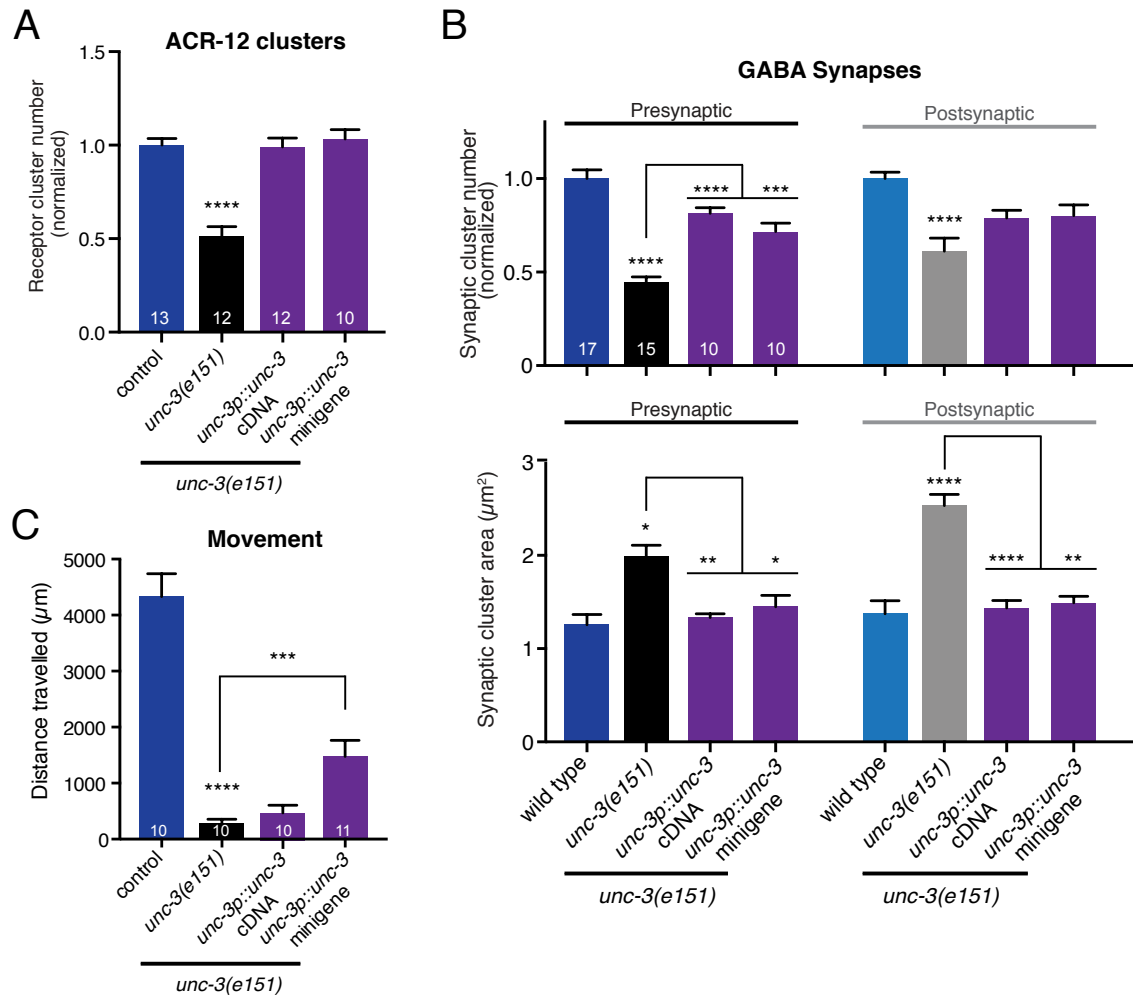 A
ACR-12 clusters
Receptor cluster number
(normalized)
1.5
1.0
0.5
0.0
****
13
12
12
10
control
unc-3(e151)
unc-3p::unc-3
cDNA
unc-3p::unc-3
minigene
unc-3(e151)
B
GABA Synapses
Presynaptic
Postsynaptic
Synaptic cluster number
(normalized)
1.0
0.5
0
****
****
***
****
17
15
10
10
Presynaptic
Postsynaptic
Synaptic cluster area (µm²)
3
2
1
0
*
**
*
****
****
**
wild type
unc-3(e151)
unc-3p::unc-3
cDNA
unc-3p::unc-3
minigene
unc-3(e151)
wild type
unc-3(e151)
unc-3p::unc-3
cDNA
unc-3p::unc-3
minigene
unc-3(e151)
C
Movement
Distance travelled (µm)
5000
4000
3000
2000
1000
0
****
***
10
10
10
11
control
unc-3(e151)
unc-3p::unc-3
cDNA
unc-3p::unc-3
minigene
unc-3(e151)